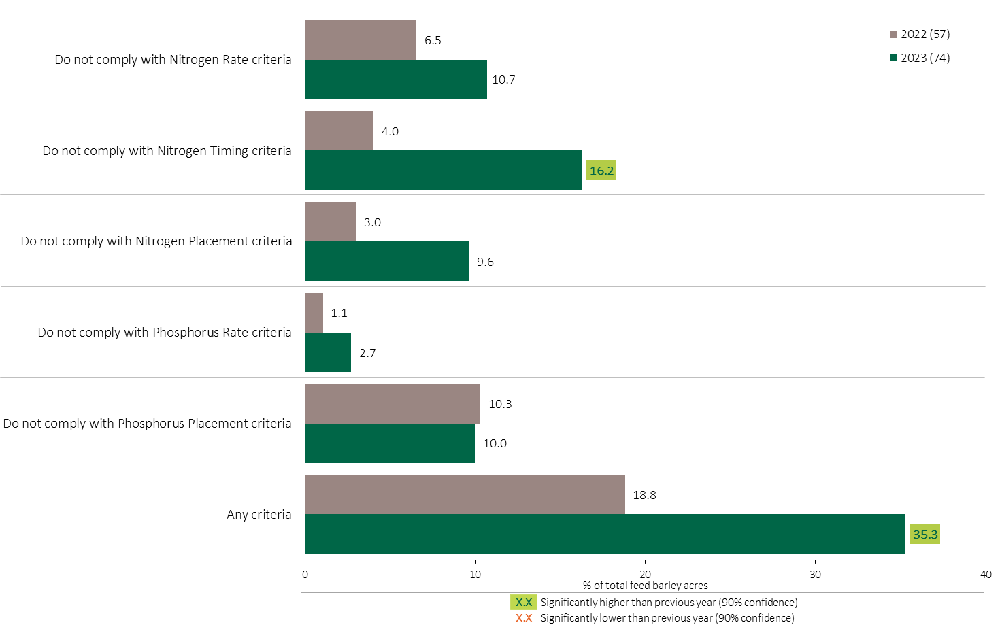 2022 (57)
2023 (74)
Do not comply with Nitrogen Rate criteria
6.5
10.7
Do not comply with Nitrogen Timing criteria
4.0
16.2
Do not comply with Nitrogen Placement criteria
3.0
9.6
Do not comply with Phosphorus Rate criteria
1.1
2.7
Do not comply with Phosphorus Placement criteria
10.3
10.0
Any criteria
18.8
35.3
0 10 20 30 40
% of total feed barley acres
X.X Significantly higher than previous year (90% confidence)
X.X Significantly lower than previous year (90% confidence)